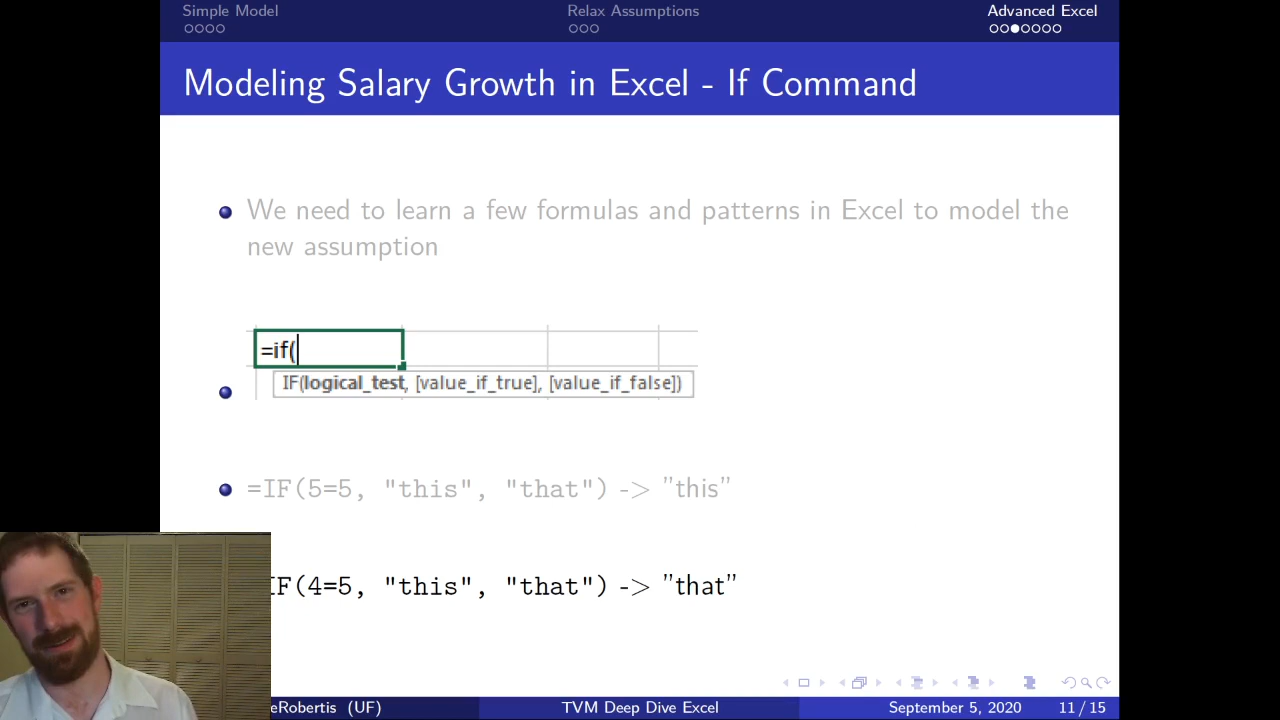 Simple Model Relax Assumptions Advanced Excel
Modeling Salary Growth in Excel - If Command
We need to learn a few formulas and patterns in Excel to model the
new assumption
=if(
IF(logical_test, [value_if_true], [value_if_false])
=IF(5=5, "this", "that") -> ”this”
IF(4=5, "this", "that") -> ”that”
eRobertis (UF) TVM Deep Dive Excel September 5, 2020 11 / 15